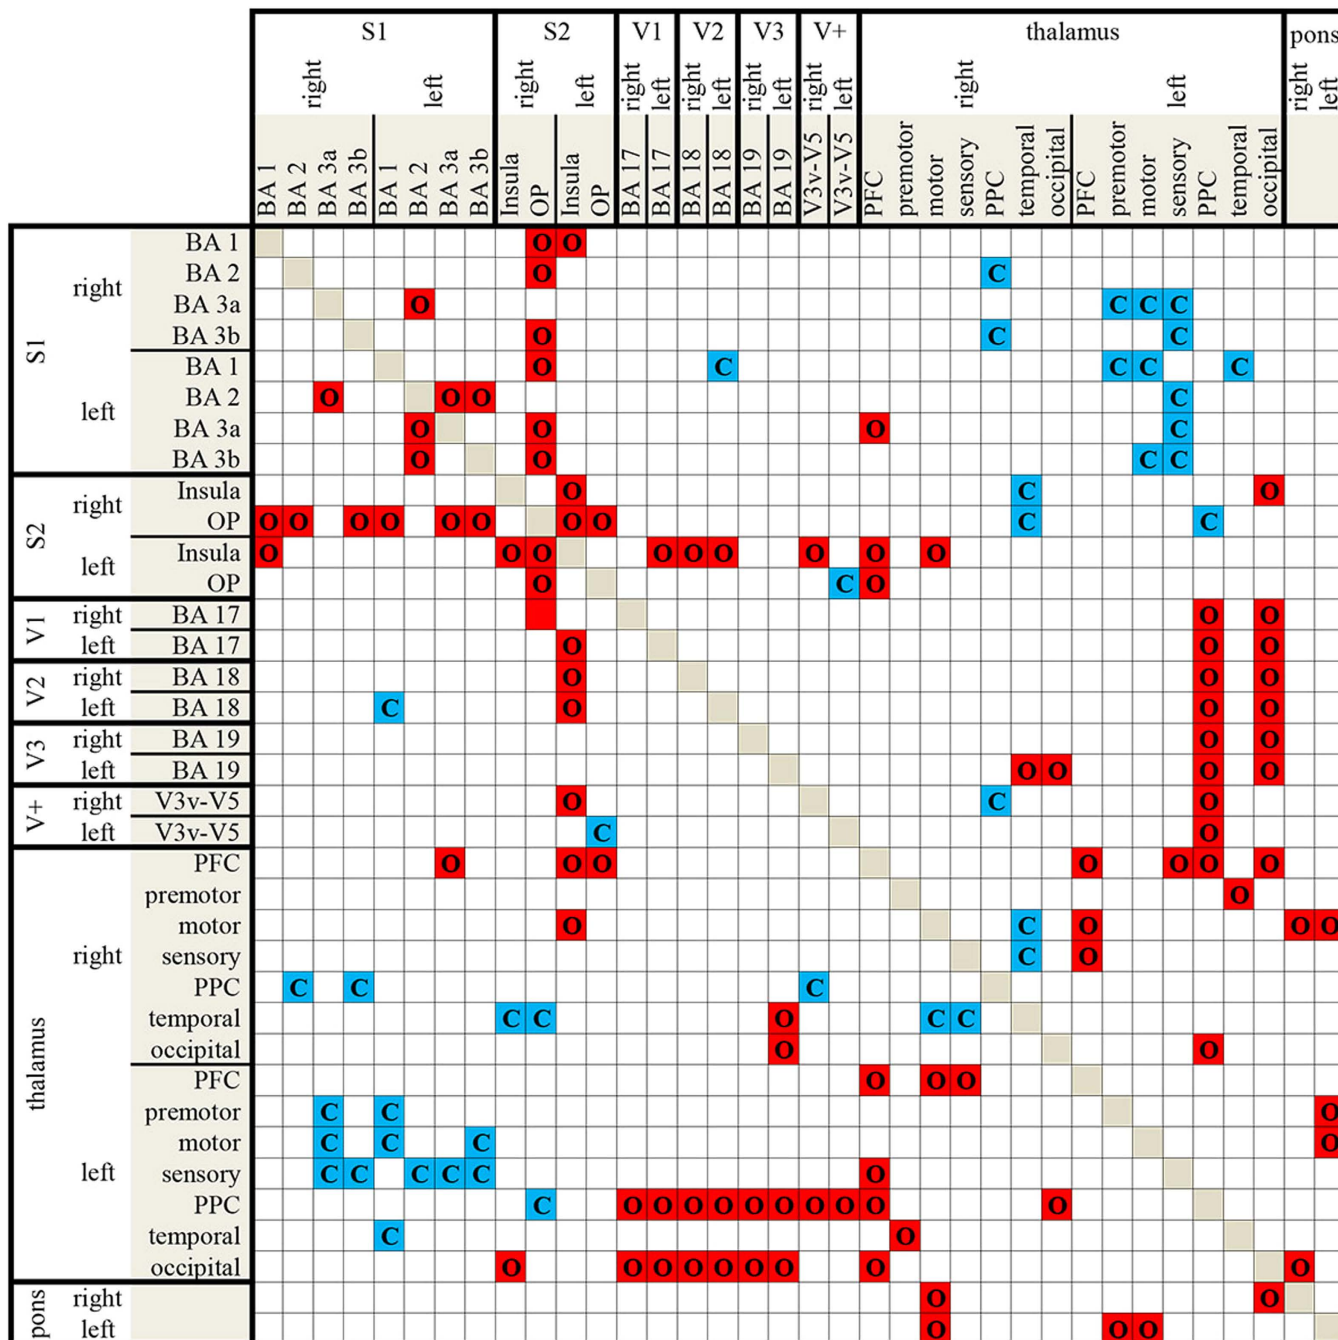 S1 S2 V1 V2 V3 V+ thalamus pons
right left right left right left right left right left right left right left right left
BA 1 BA 2 BA 3a BA 3b BA 1 BA 2 BA 3a BA 3b Insula OP Insula OP BA 17 BA 17 BA 18 BA 18 BA 19 BA 19 V3v-V5 V3v-V5 PFC premotor motor sensory PPC temporal occipital PFC premotor motor sensory PPC temporal occipital
S1
right
BA 1 O O
BA 2 O C
BA 3a O C C C
BA 3b O C C
left
BA 1 O C C C C
BA 2 O O O C
BA 3a O O O C
BA 3b O O C C
S2
right
Insula O C O
OP O O O O O O O O C C
left
Insula O O O O O O O O O
OP O C O
V1
right BA 17 O O
left BA 17 O O O
V2
right BA 18 O O O
left BA 18 C O O O
V3
right BA 19 O O
left BA 19 O O O O
V+
right V3v-V5 O C O
left V3v-V5 C O
thalamus
right
PFC O O O O O O O
premotor O
motor O C O O O
sensory C O
PPC C C C
temporal C C O C C
occipital O O
left
PFC O O O
premotor C C O
motor C C C O
sensory C C C C C O
PPC C O O O O O O O O O O
temporal C O
occipital O O O O O O O O O
pons
right O O
left O O O